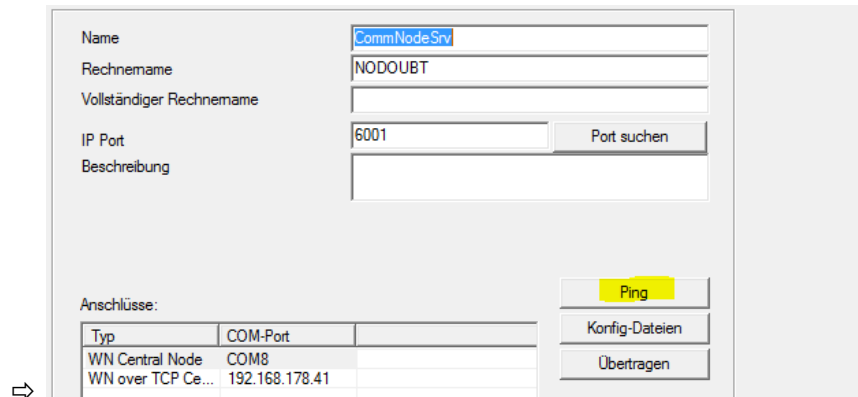 Name CommNodeSrv
Rechnername NODOUBT
Vollständiger Rechnername
IP Port 6001 Port suchen
Beschreibung
Ping
Anschlüsse:
Konfig-Dateien
Typ COM-Port
WN Central Node COM8
Übertragen
WN over TCP Ce... 192.168.178.41